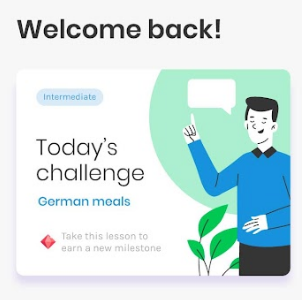 Welcome back!
Intermediate
Today's
challenge
German meals
Take this lesson to
earn a new milestone